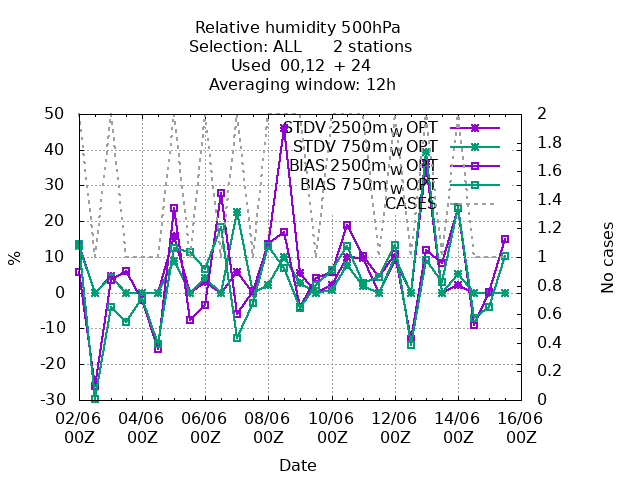 Relative humidity 500hPa
Selection: ALL 2 stations
Used 00,12 + 24
Averaging window: 12h
50 2
STDV 2500m_W OPT
40 1.8
STDV 750m_W OPT
1.6
BIAS 2500m_W OPT
30 1.4
BIAS 750m_W OPT
CASES
20 1.2
10 1
% No cases
0.8
0 0.6
-10 0.4
-20 0.2
-30 0
02/06 04/06 06/06 08/06 10/06 12/06 14/06 16/06
00Z 00Z 00Z 00Z 00Z 00Z 00Z 00Z
Date